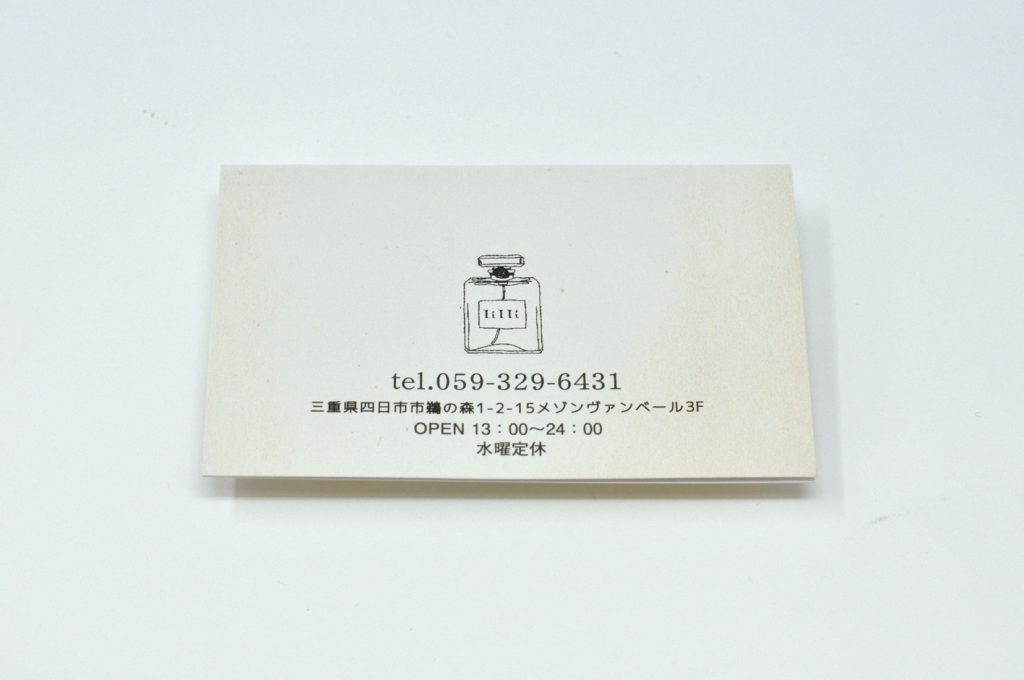 lilli
tel.059-329-6431
三重県四日市市鵜の森1-2-15メゾンヴァンベール3F
OPEN 13：00〜24：00
水曜定休